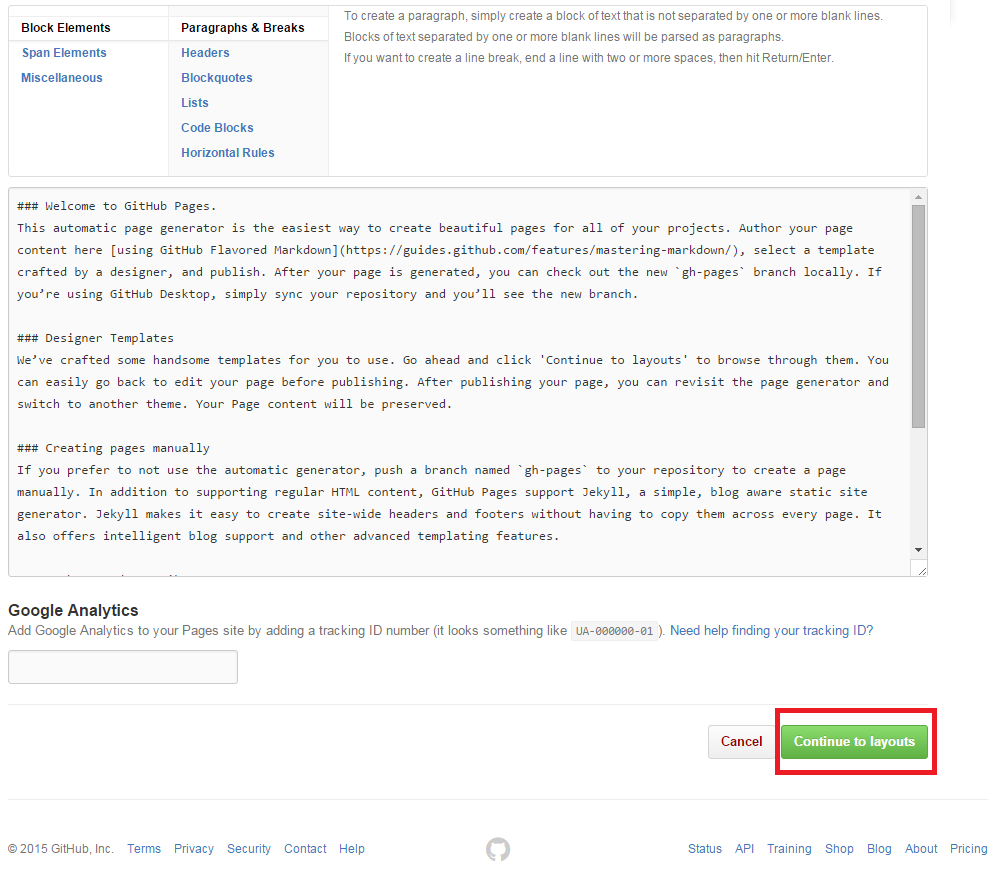 Block Elements
Span Elements
Miscellaneous
Paragraphs & Breaks
Headers
Blockquotes
Lists
Code Blocks
Horizontal Rules
To create a paragraph, simply create a block of text that is not separated by one or more blank lines.
Blocks of text separated by one or more blank lines will be parsed as paragraphs.
If you want to create a line break, end a line with two or more spaces, then hit Return/Enter.
### Welcome to GitHub Pages.
This automatic page generator is the easiest way to create beautiful pages for all of your projects. Author your page
content here [using GitHub Flavored Markdown](https://guides.github.com/features/mastering-markdown/), select a template
crafted by a designer, and publish. After your page is generated, you can check out the new `gh-pages` branch locally. If
you’re using GitHub Desktop, simply sync your repository and you’ll see the new branch.
### Designer Templates
We’ve crafted some handsome templates for you to use. Go ahead and click 'Continue to layouts' to browse through them. You
can easily go back to edit your page before publishing. After publishing your page, you can revisit the page generator and
switch to another theme. Your Page content will be preserved.
### Creating pages manually
If you prefer to not use the automatic generator, push a branch named `gh-pages` to your repository to create a page
manually. In addition to supporting regular HTML content, GitHub Pages support Jekyll, a simple, blog aware static site
generator. Jekyll makes it easy to create site-wide headers and footers without having to copy them across every page. It
also offers intelligent blog support and other advanced templating features.
Google Analytics
Add Google Analytics to your Pages site by adding a tracking ID number (it looks something like UA-000000-01 ). Need help finding your tracking ID?
Cancel
Continue to layouts
© 2015 GitHub, Inc. Terms Privacy Security Contact Help
Status API Training Shop Blog About Pricing